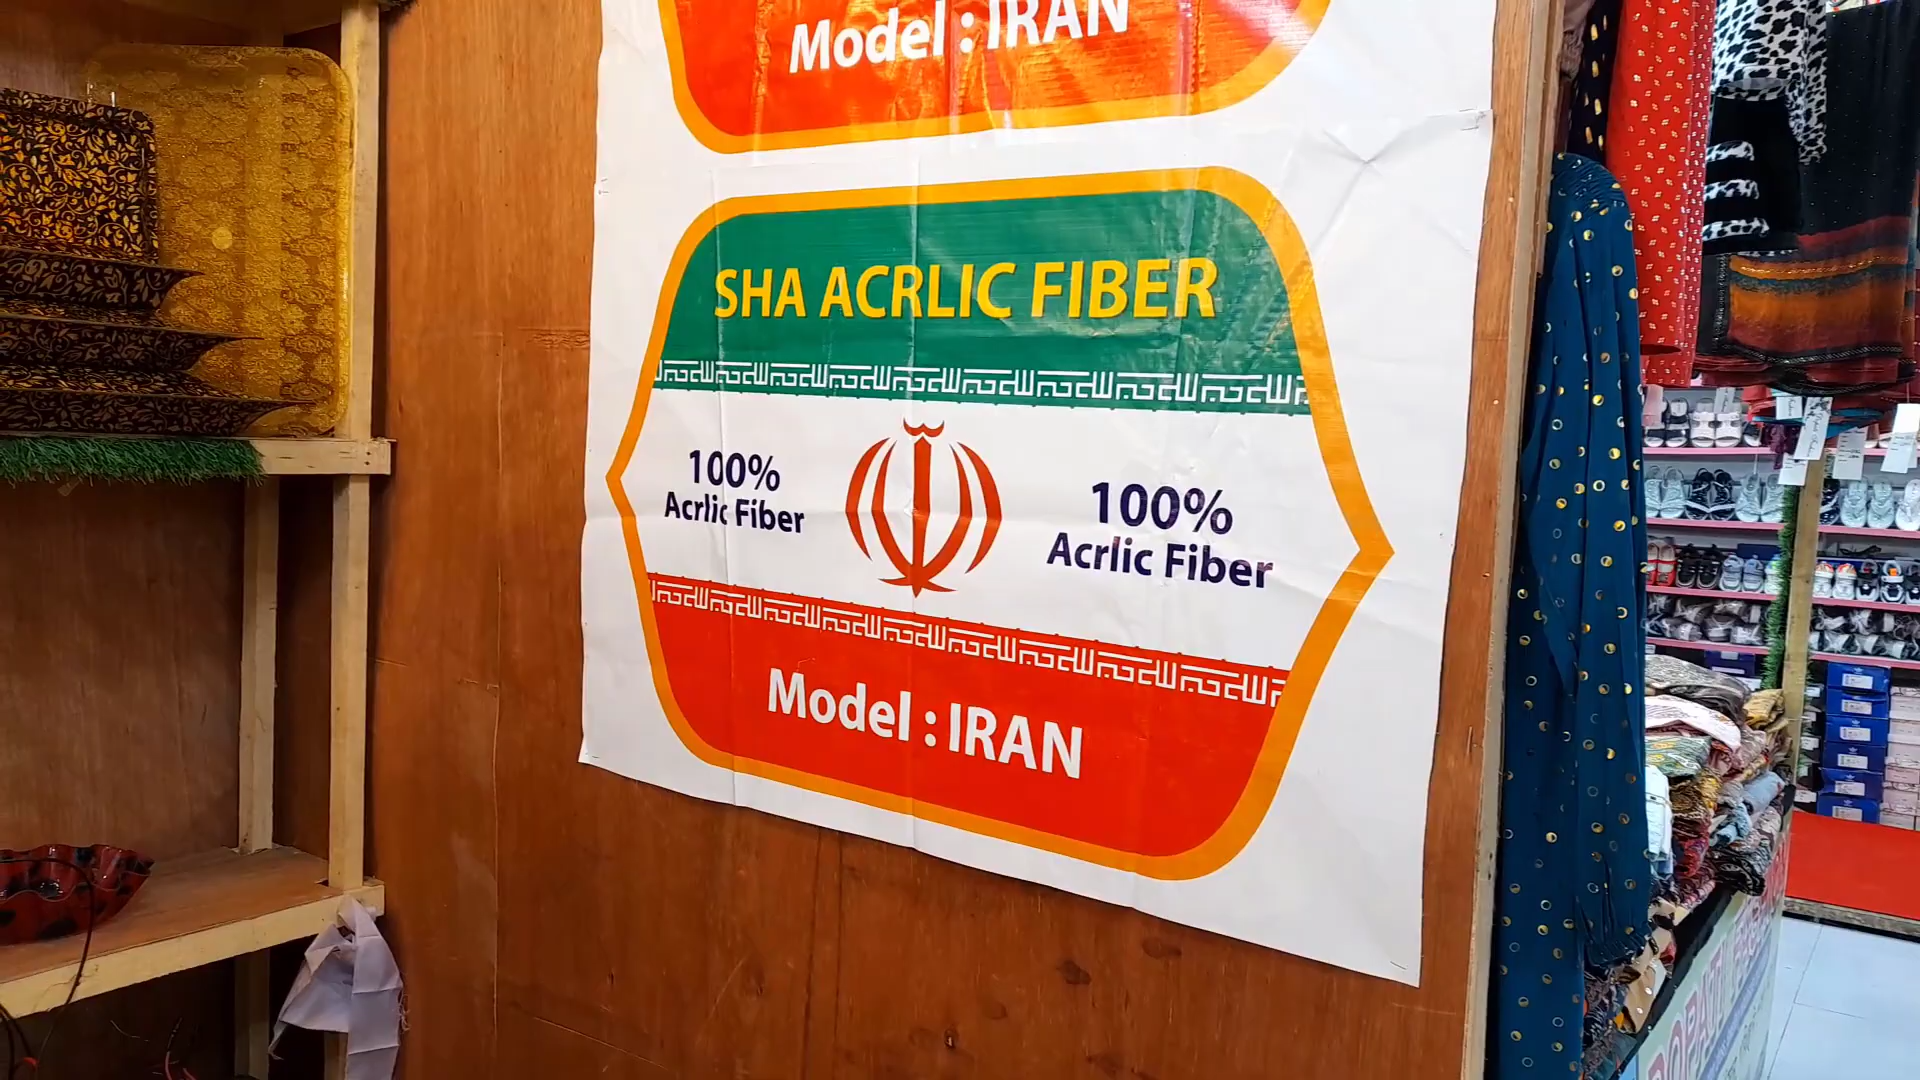 Model : IRAN
SHA ACRLIC FIBER
100%
Acrlic Fiber
100%
Acrlic Fiber
Model : IRAN